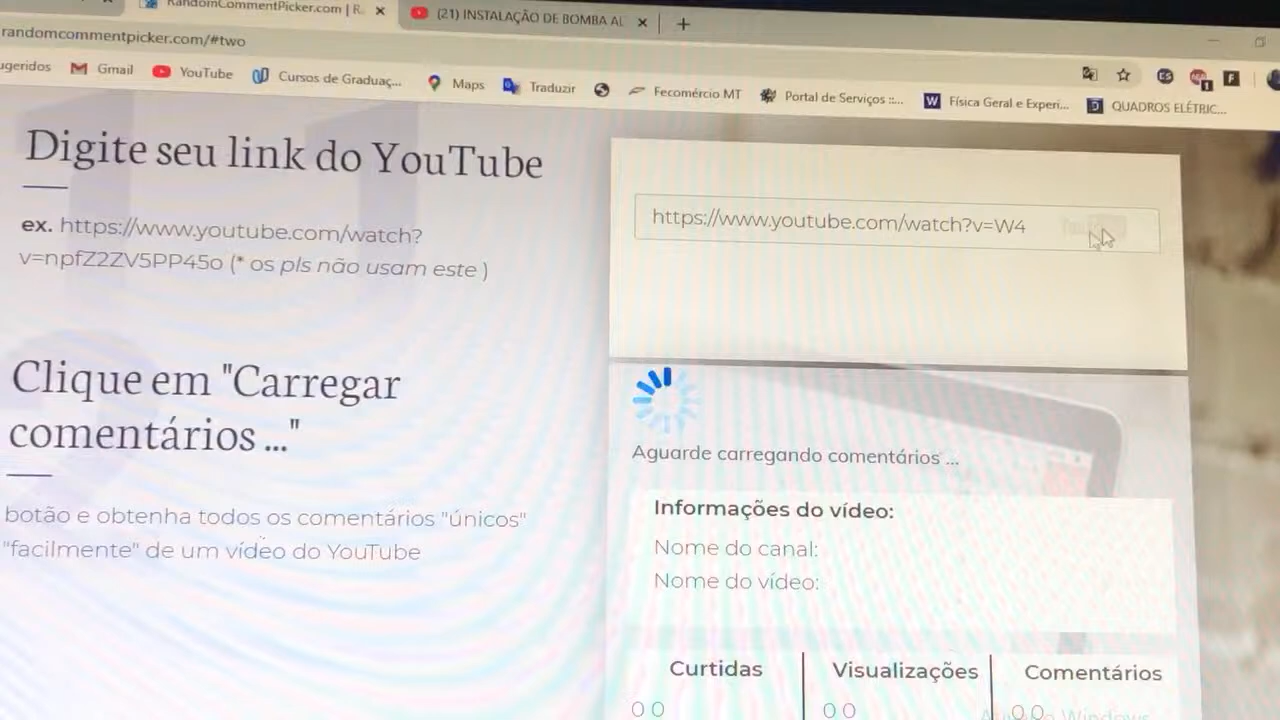 RandomCommentPicker.com | R
(21) INSTALAÇÃO DE BOMBA AL
randomcommentpicker.com/#two
ugeridos
Gmail
YouTube
Cursos de Graduaç...
Maps
Traduzir
Fecomércio MT
Portal de Serviços ::...
Física Geral e Experi...
QUADROS ELÉTRIC...
Digite seu link do YouTube
ex. https://www.youtube.com/watch?
v=npfZ2ZV5PP45o (* os pls não usam este )
https://www.youtube.com/watch?v=W4
Clique em "Carregar
comentários ..."
botão e obtenha todos os comentários "únicos"
"facilmente" de um vídeo do YouTube
Aguarde carregando comentários ...
Informações do vídeo:
Nome do canal:
Nome do vídeo:
Curtidas
Visualizações
Comentários
0 0
0 0
0 0
Windows